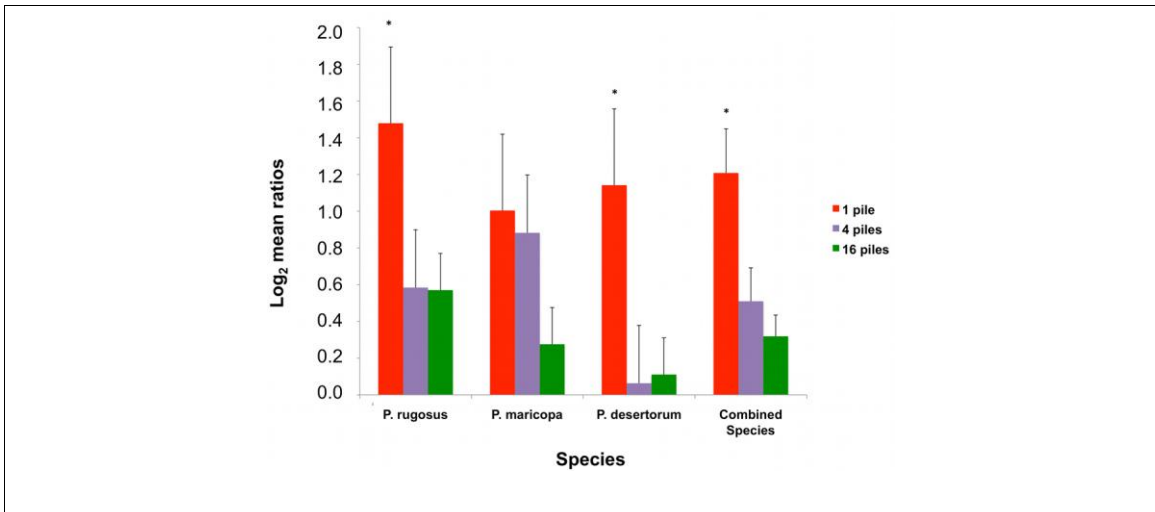 *
*
*
2.0
1.8
1.6
1.4
1.2
1.0
0.8
0.6
0.4
0.2
0.0
Log₂ mean ratios
P. rugosus
P. maricopa
P. desertorum
Combined
Species
Species
1 pile
4 piles
16 piles